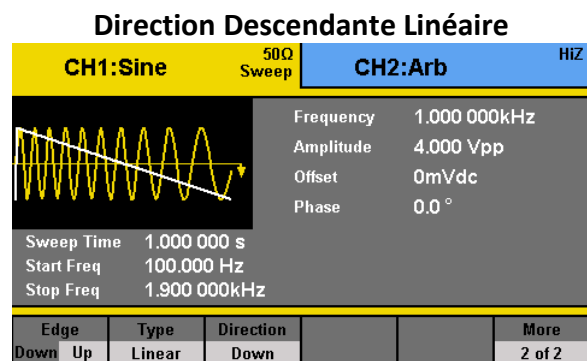 Direction Descendante Linéaire
CH1:Sine 50Ω Sweep CH2:Arb HiZ
Frequency 1.000 000kHz
Amplitude 4.000 Vpp
Offset 0mVdc
Phase 0.0 °
Sweep Time 1.000 000 s
Start Freq 100.000 Hz
Stop Freq 1.900 000kHz
Edge Type Direction More
Down Up Linear Down 2 of 2